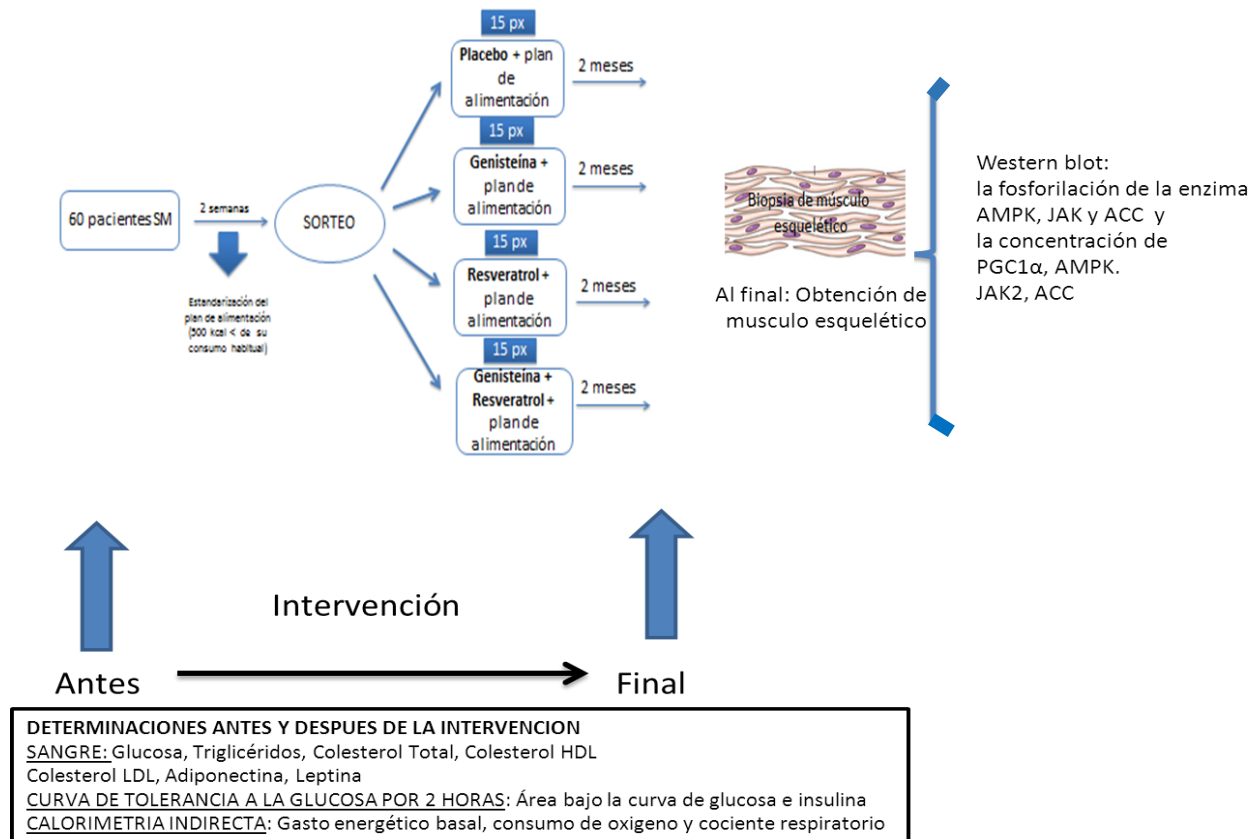 15 px
Placebo + plan
de
alimentación
2 meses
15 px
Genisteína +
plan de
alimentación
2 meses
60 pacientes SM
2 semanas
SORTEO
Estandarización del
plan de alimentación
(500 kcal < de su
consumo habitual)
15 px
Resveratrol +
plan de
alimentación
2 meses
15 px
Genisteína +
Resveratrol +
plan de
alimentación
2 meses
Biopsia de músculo
esquelético
Al final: Obtención de
musculo esquelético
Western blot:
la fosforilación de la enzima
AMPK, JAK y ACC y
la concentración de
PGC1α, AMPK.
JAK2, ACC
Intervención
Antes
Final
DETERMINACIONES ANTES Y DESPUES DE LA INTERVENCION
SANGRE: Glucosa, Triglicéridos, Colesterol Total, Colesterol HDL
Colesterol LDL, Adiponectina, Leptina
CURVA DE TOLERANCIA A LA GLUCOSA POR 2 HORAS: Área bajo la curva de glucosa e insulina
CALORIMETRIA INDIRECTA: Gasto energético basal, consumo de oxigeno y cociente respiratorio